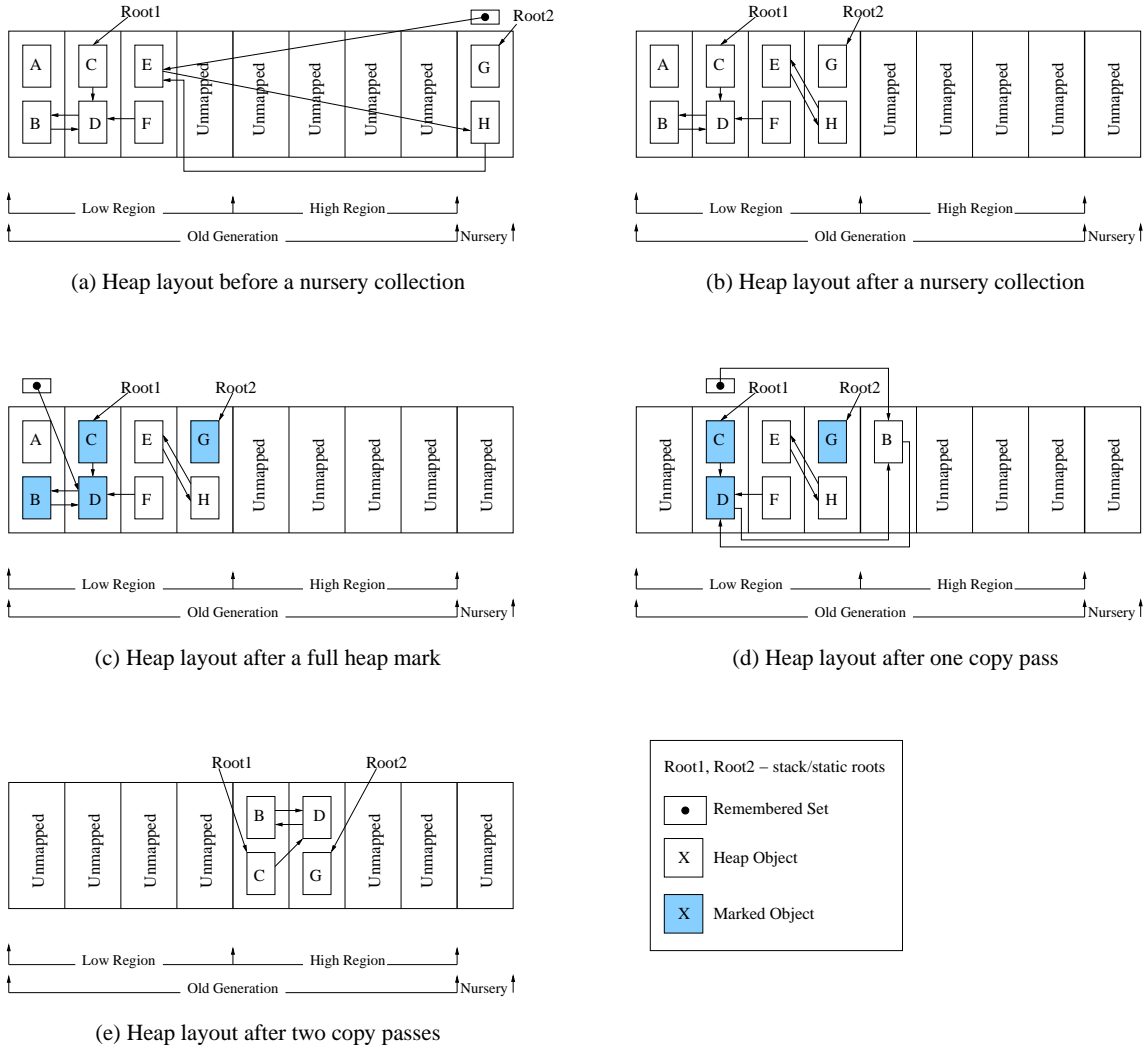 Root1
Root2
A
C
E
G
B
D
F
H
Unmapped
Unmapped
Unmapped
Unmapped
Unmapped
Low Region
High Region
Old Generation
Nursery
(a) Heap layout before a nursery collection
Root1
Root2
A
C
E
G
B
D
F
H
Unmapped
Unmapped
Unmapped
Unmapped
Unmapped
Low Region
High Region
Old Generation
Nursery
(b) Heap layout after a nursery collection
Root1
Root2
A
C
E
G
B
D
F
H
Unmapped
Unmapped
Unmapped
Unmapped
Unmapped
Low Region
High Region
Old Generation
Nursery
(c) Heap layout after a full heap mark
Root1
Root2
Unmapped
C
E
G
B
D
F
H
Unmapped
Unmapped
Unmapped
Unmapped
Low Region
High Region
Old Generation
Nursery
(d) Heap layout after one copy pass
Root1
Root2
Unmapped
Unmapped
Unmapped
Unmapped
B
D
C
G
Unmapped
Unmapped
Unmapped
Low Region
High Region
Old Generation
Nursery
(e) Heap layout after two copy passes
Root1, Root2 – stack/static roots
Remembered Set
X Heap Object
X Marked Object